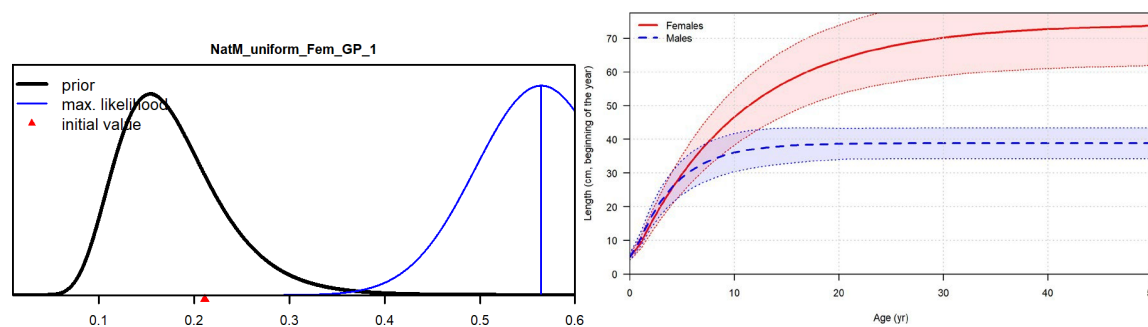 NatM_uniform_Fem_GP_1
prior
max. likelihood
initial value
0.1 0.2 0.3 0.4 0.5 0.6
Females
Males
Length (cm, beginning of the year)
70
60
50
40
30
20
10
0
0 10 20 30 40
Age (yr)